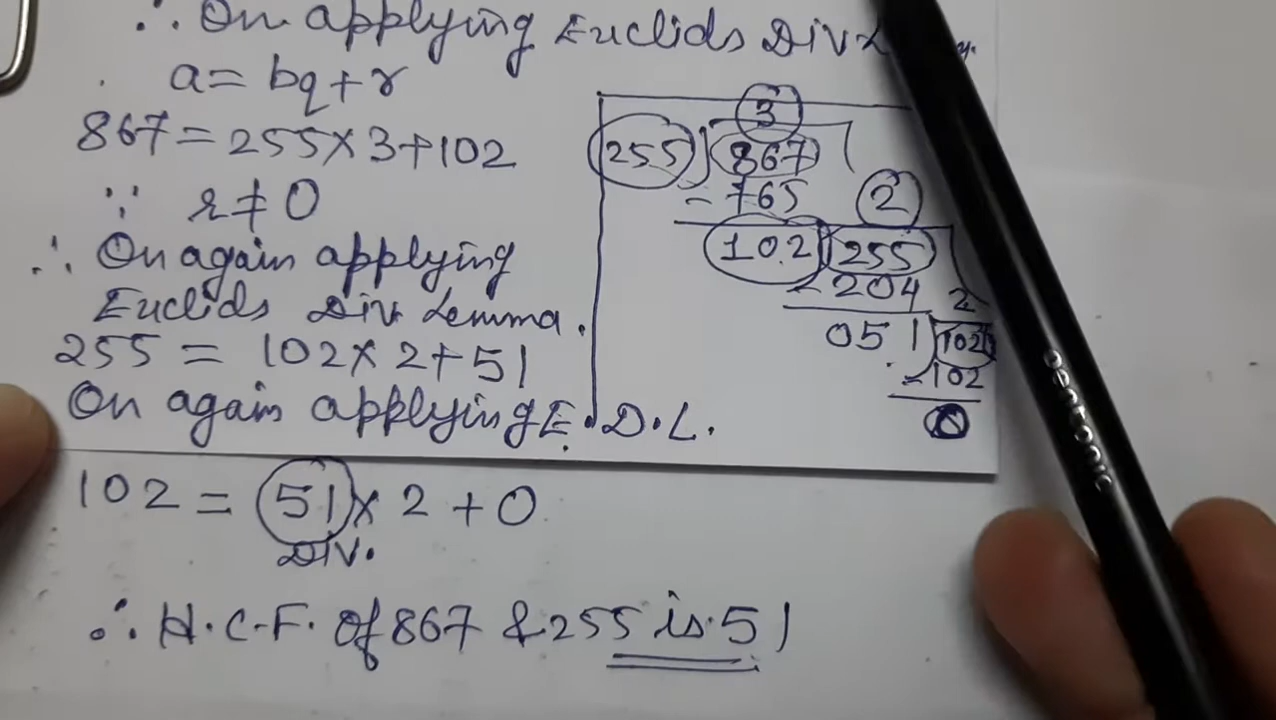 ∴ On applying Euclids Div
a = bq + r
867 = 255 × 3 + 102
∵ r ≠ 0
∴ On again applying
Euclids Div Lemma.
255 = 102 × 2 + 51
On again applying E.D.L.
102 = 51 × 2 + 0
DIV.
∴ H.C.F. Of 867 & 255 is 51
3
255 ) 867
- 765 2
102 ) 255
- 204 2
051 ) 102
- 102
0
pentonic